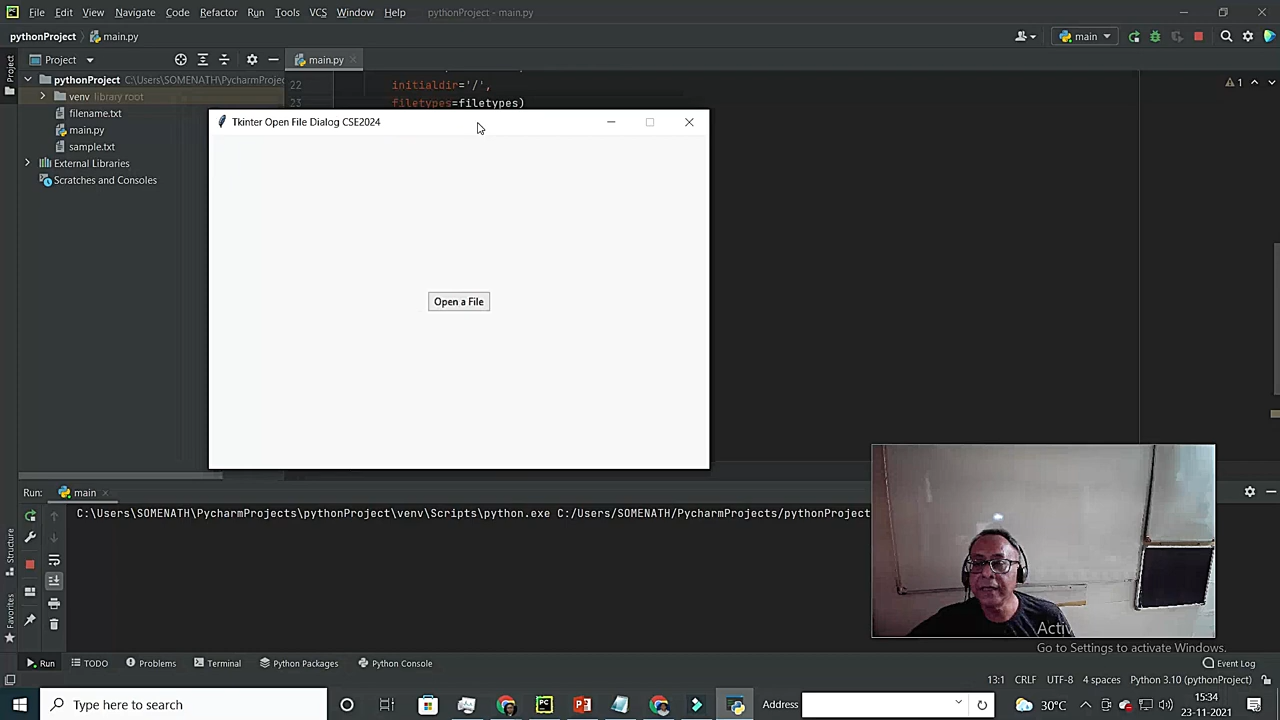 File Edit View Navigate Code Refactor Run Tools VCS Window Help pythonProject - main.py
pythonProject main.py
main
Project main.py
Project
pythonProject C:\Users\SOMENATH\PycharmProjec
venv library root
filename.txt
main.py
sample.txt
External Libraries
Scratches and Consoles
22 initialdir='/',
23 filetypes=filetypes)
1
Tkinter Open File Dialog CSE2024
Open a File
Run: main
C:\Users\SOMENATH\PycharmProjects\pythonProject\venv\Scripts\python.exe C:/Users/SOMENATH/PycharmProjects/pythonProject
Structure
Favorites
Activ
Go to Settings to activate Windows.
Run TODO Problems Terminal Python Packages Python Console Event Log
13:1 CRLF UTF-8 4 spaces Python 3.10 (pythonProject)
Type here to search
Address
30°C
15:34
23-11-2021